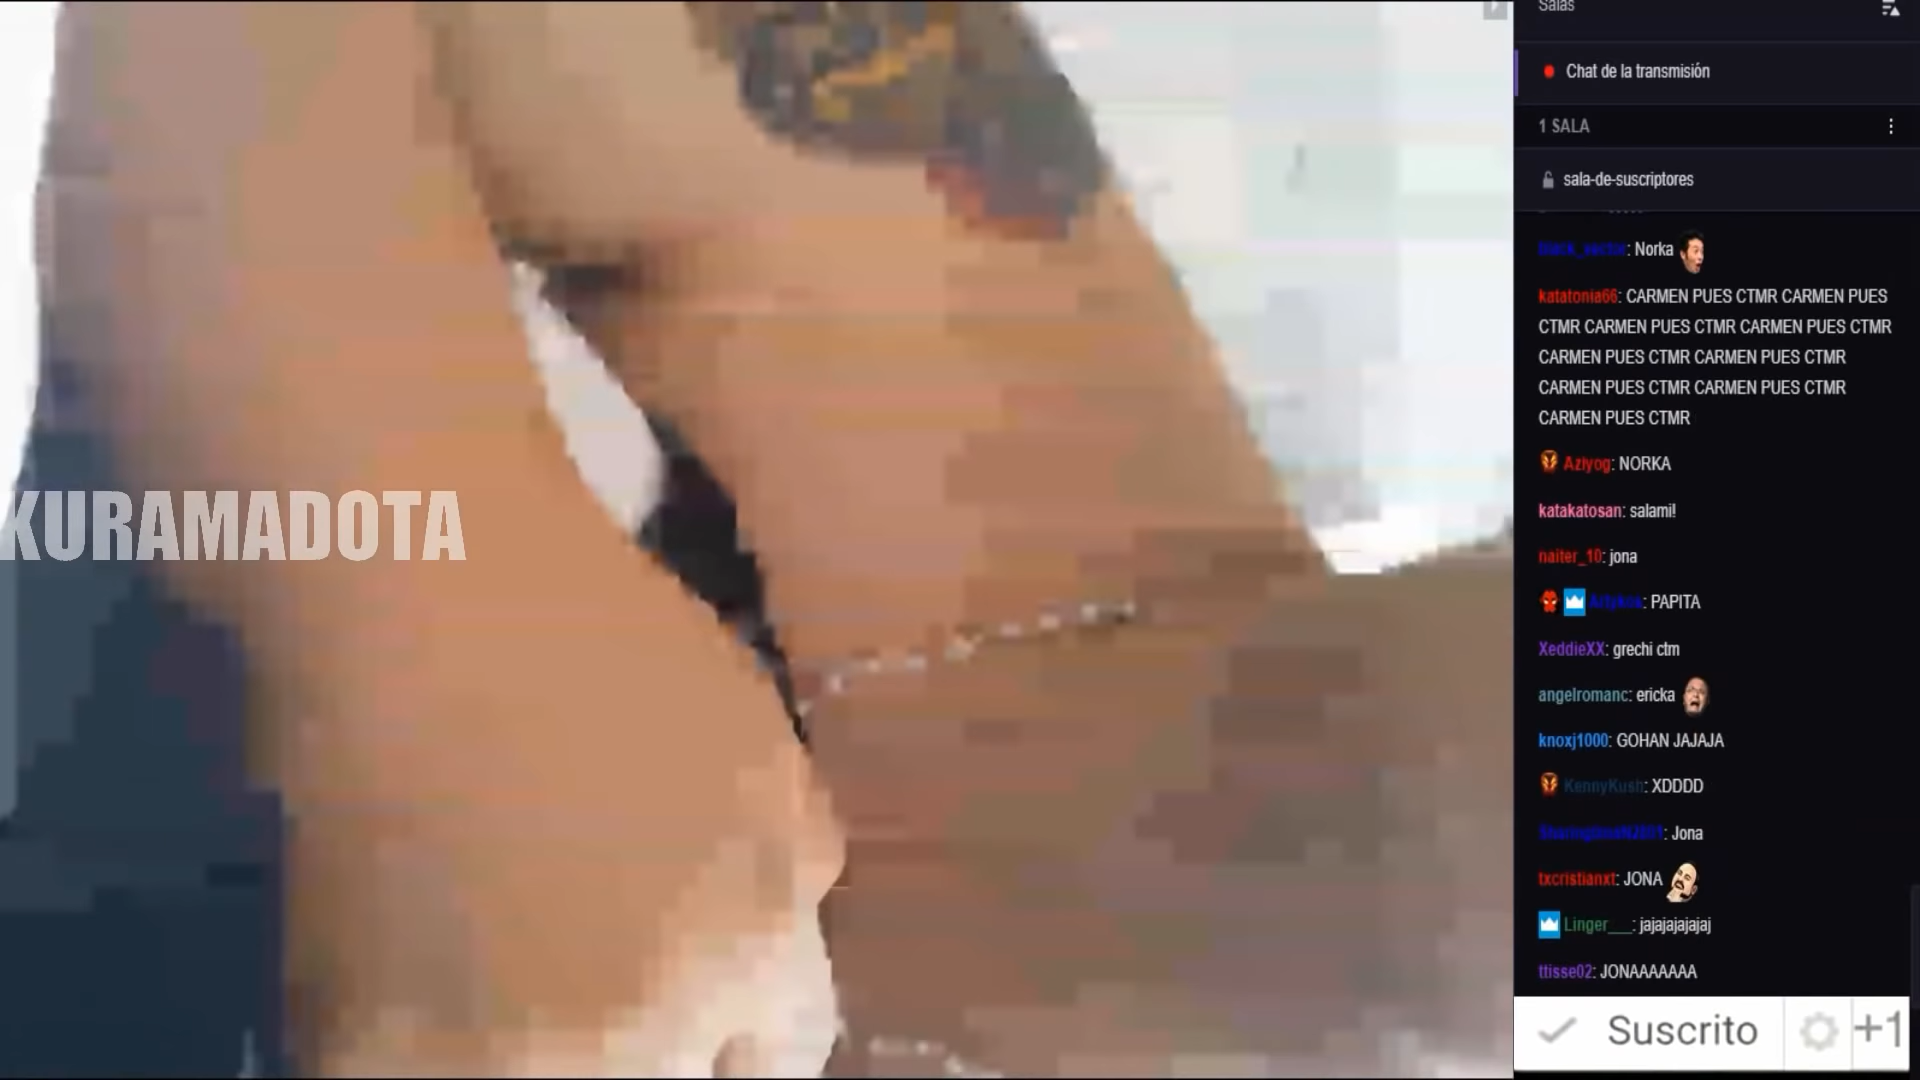 Salas
Chat de la transmisión
1 SALA
sala-de-suscriptores
: Norka
katatonia66: CARMEN PUES CTMR CARMEN PUES
CTMR CARMEN PUES CTMR CARMEN PUES CTMR
CARMEN PUES CTMR CARMEN PUES CTMR
CARMEN PUES CTMR CARMEN PUES CTMR
CARMEN PUES CTMR
Aziyog: NORKA
katakatosan: salami!
naiter_10: jona
KURAMADOTA
: PAPITA
XeddieXX: grechi ctm
angelromanc: ericka
knoxj1000: GOHAN JAJAJA
KennyKush: XDDDD
: Jona
txcristianxt: JONA
Linger___: jajajajajajaj
ttisse02: JONAAAAAAA
Suscrito
+1